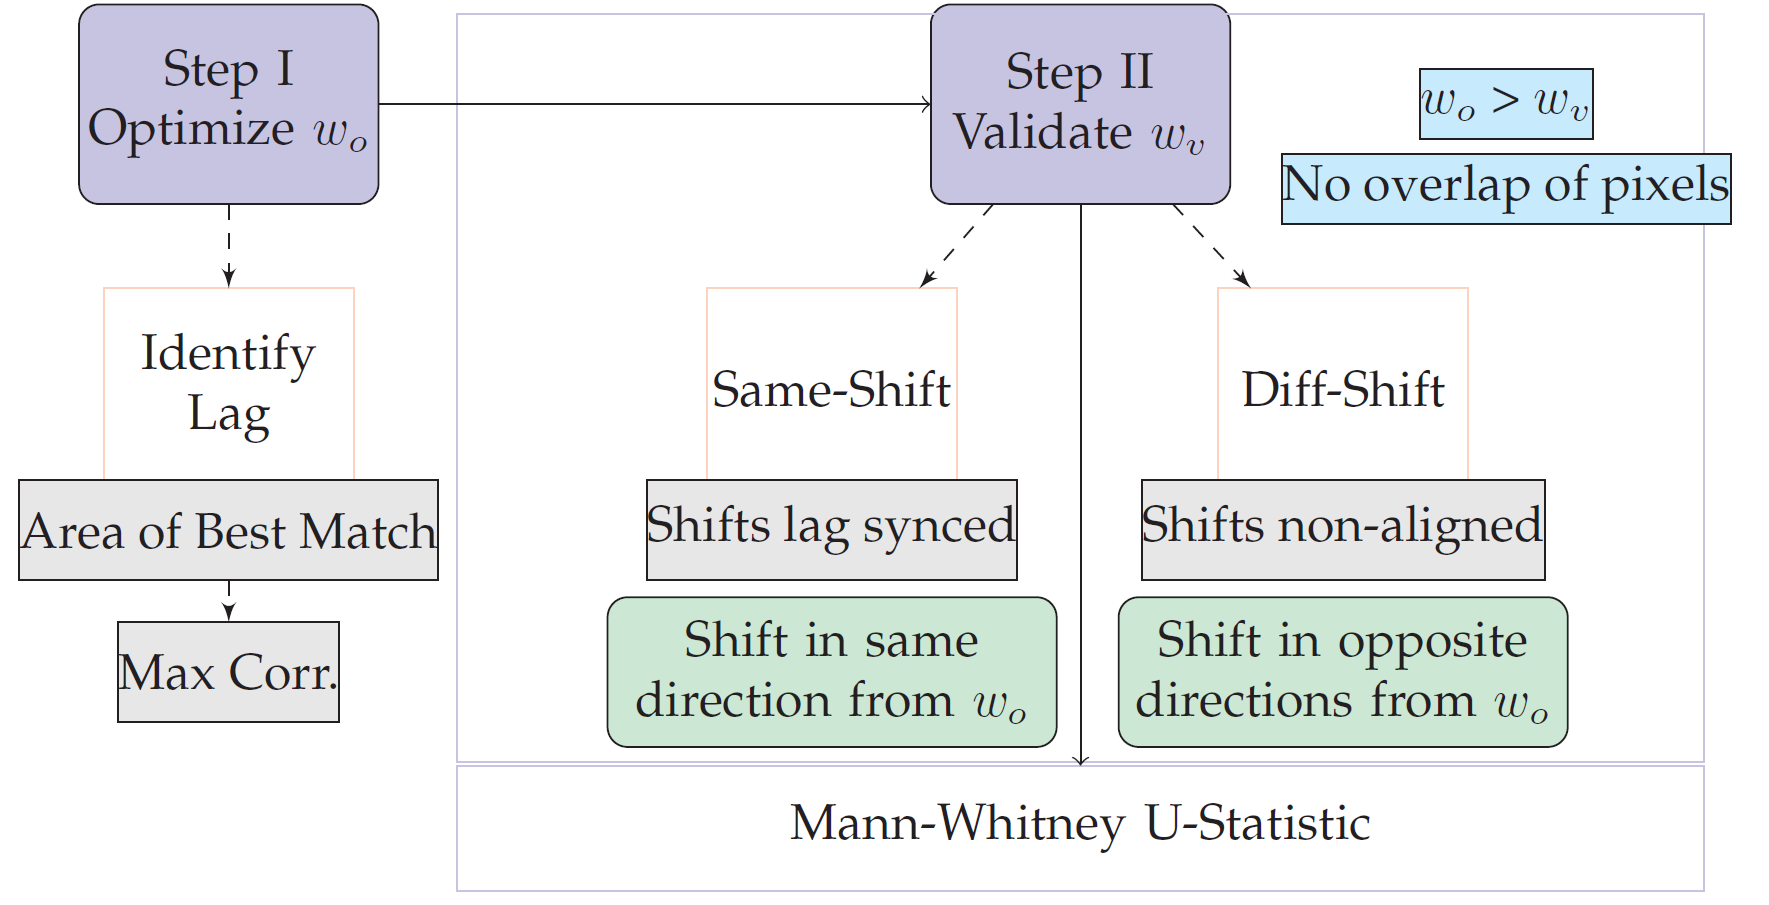 Step I
Optimize w_o
Step II
Validate w_v
w_o > w_v
No overlap of pixels
Identify
Lag
Same-Shift
Diff-Shift
Area of Best Match
Shifts lag synced
Shifts non-aligned
Max Corr.
Shift in same
direction from w_o
Shift in opposite
directions from w_o
Mann-Whitney U-Statistic